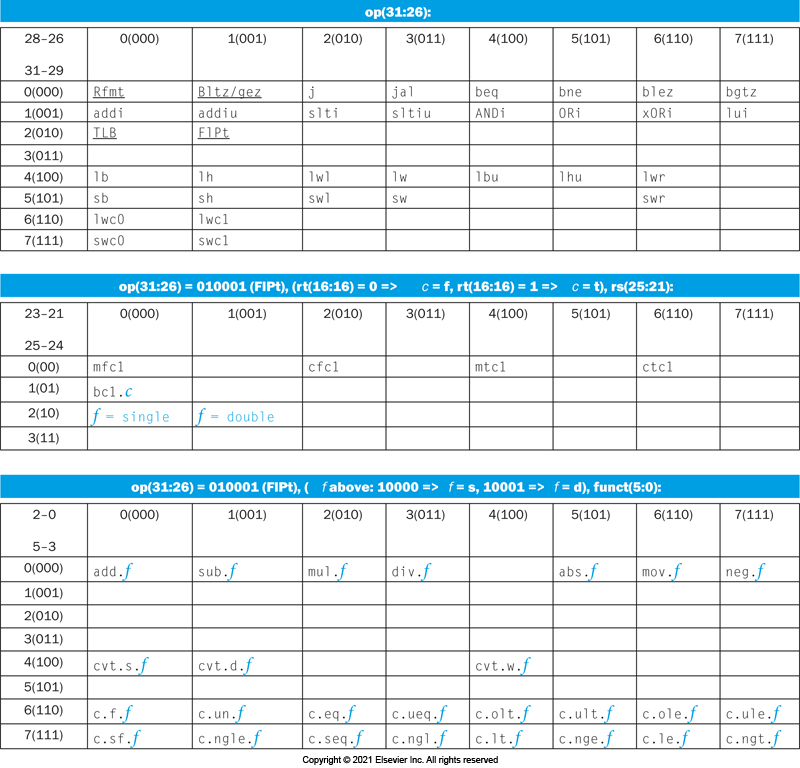 op(31:26):
28–26 0(000) 1(001) 2(010) 3(011) 4(100) 5(101) 6(110) 7(111)
31–29
0(000) Rfmt Bltz/gez j jal beq bne blez bgtz
1(001) addi addiu slti sltiu ANDi ORi xORi lui
2(010) TLB FlPt
3(011)
4(100) lb lh lwl lw lbu lhu lwr
5(101) sb sh swl sw swr
6(110) lwc0 lwc1
7(111) swc0 swc1
op(31:26) = 010001 (FlPt), (rt(16:16) = 0 => c = f, rt(16:16) = 1 => c = t), rs(25:21):
23–21 0(000) 1(001) 2(010) 3(011) 4(100) 5(101) 6(110) 7(111)
25–24
0(00) mfc1 cfc1 mtc1 ctc1
1(01) bc1.c
2(10) f = single f = double
3(11)
op(31:26) = 010001 (FlPt), ( f above: 10000 => f = s, 10001 => f = d), funct(5:0):
2–0 0(000) 1(001) 2(010) 3(011) 4(100) 5(101) 6(110) 7(111)
5–3
0(000) add.f sub.f mul.f div.f abs.f mov.f neg.f
1(001)
2(010)
3(011)
4(100) cvt.s.f cvt.d.f cvt.w.f
5(101)
6(110) c.f.f c.un.f c.eq.f c.ueq.f c.olt.f c.ult.f c.ole.f c.ule.f
7(111) c.sf.f c.ngle.f c.seq.f c.ngl.f c.lt.f c.nge.f c.le.f c.ngt.f
Copyright © 2021 Elsevier Inc. All rights reserved